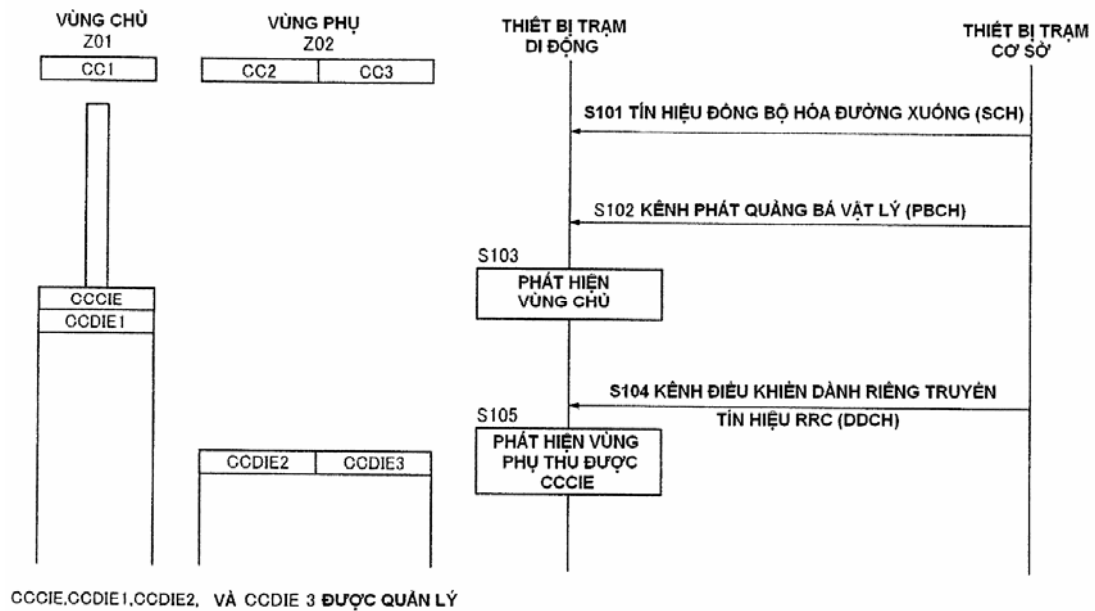 VÙNG CHỦ
Z01
CC1
VÙNG PHỤ
Z02
CC2
CC3
THIẾT BỊ TRẠM
DI ĐỘNG
THIẾT BỊ TRẠM
CƠ SỞ
S101 TÍN HIỆU ĐỒNG BỘ HÓA ĐƯỜNG XUỐNG (SCH)
S102 KÊNH PHÁT QUẢNG BÁ VẬT LÝ (PBCH)
S103
PHÁT HIỆN
VÙNG CHỦ
CCCIE
CCDIE1
S104 KÊNH ĐIỀU KHIỂN DÀNH RIÊNG TRUYỀN
TÍN HIỆU RRC (DDCH)
S105
PHÁT HIỆN VÙNG
PHỤ THU ĐƯỢC
CCCIE
CCDIE2
CCDIE3
CCCIE,CCDIE1,CCDIE2, VÀ CCDIE 3 ĐƯỢC QUẢN LÝ